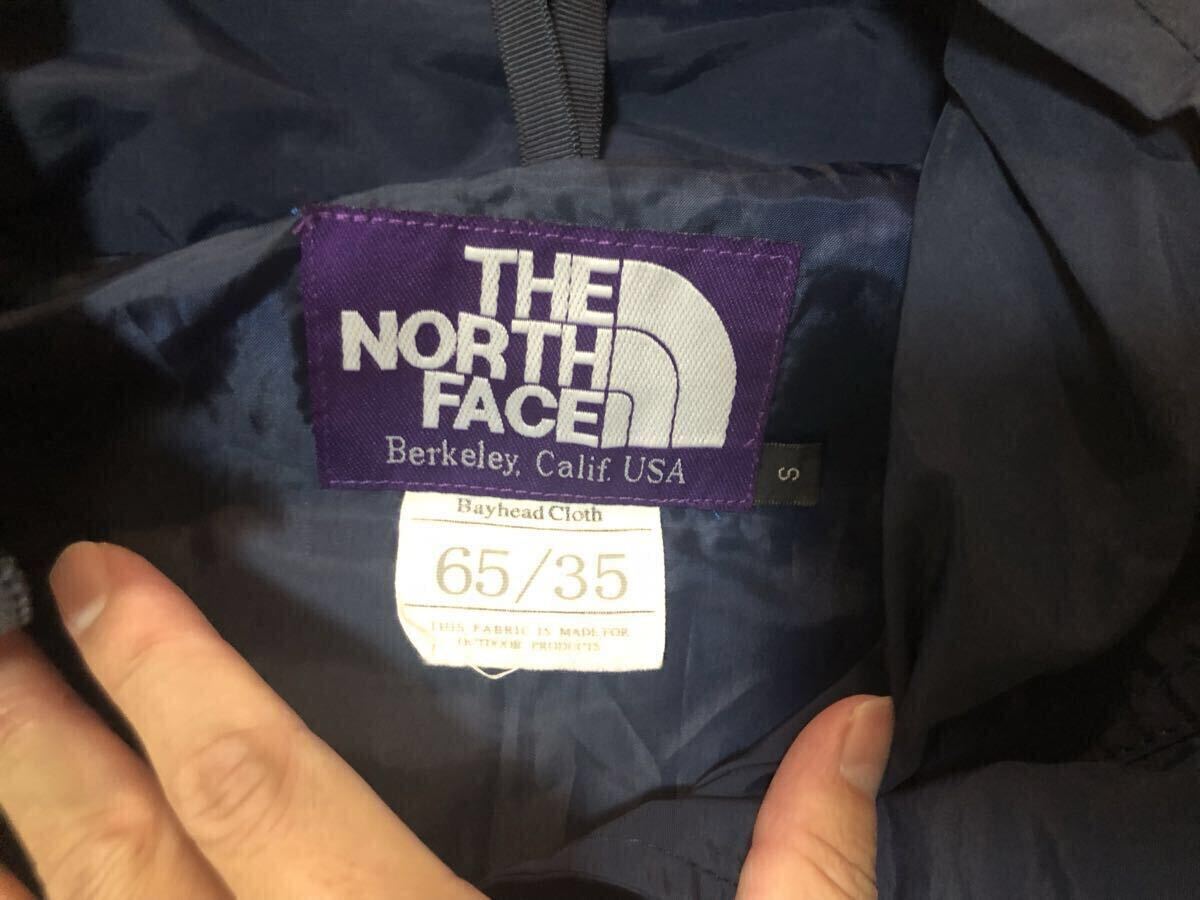 THE
NORTH
FACE
Berkeley, Calif. USA
S
Bayhead Cloth
65/35
THIS FABRIC IS MADE FOR
OUTDOOR PRODUCTS